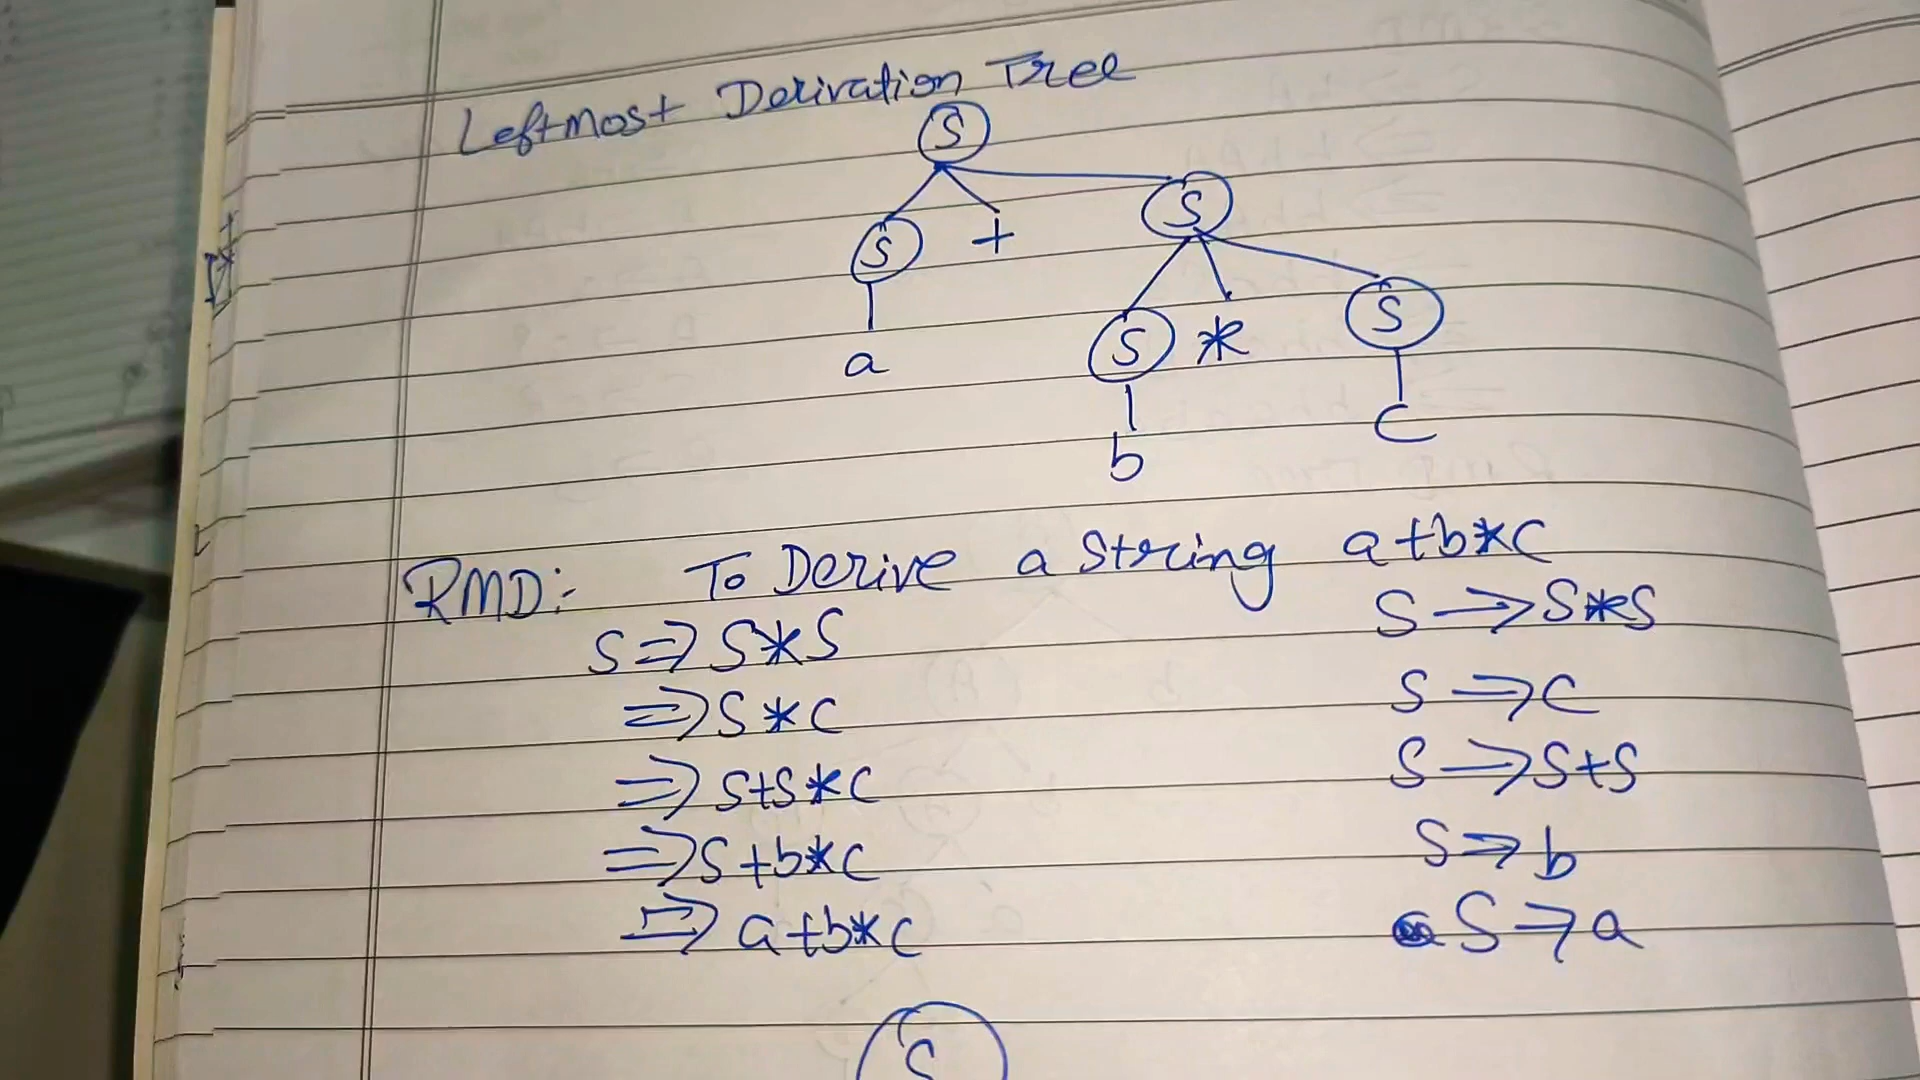 Leftmost Derivation Tree
S
S + S
a S * S
b C
RMD:- To Derive a String a+b*c
S ⇒ S*S S → S*S
⇒ S*C S → C
⇒ S+S*C S → S+S
⇒ S+b*C S → b
⇒ a+b*c S → a
S